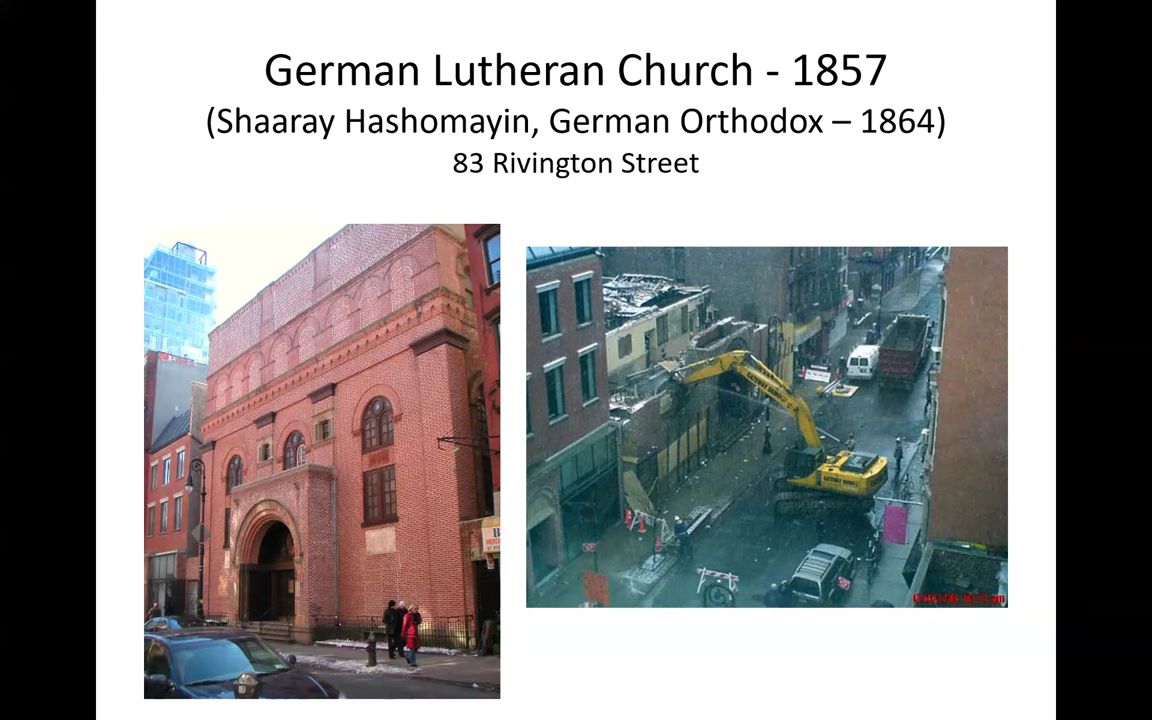 German Lutheran Church - 1857
(Shaaray Hashomayin, German Orthodox – 1864)
83 Rivington Street